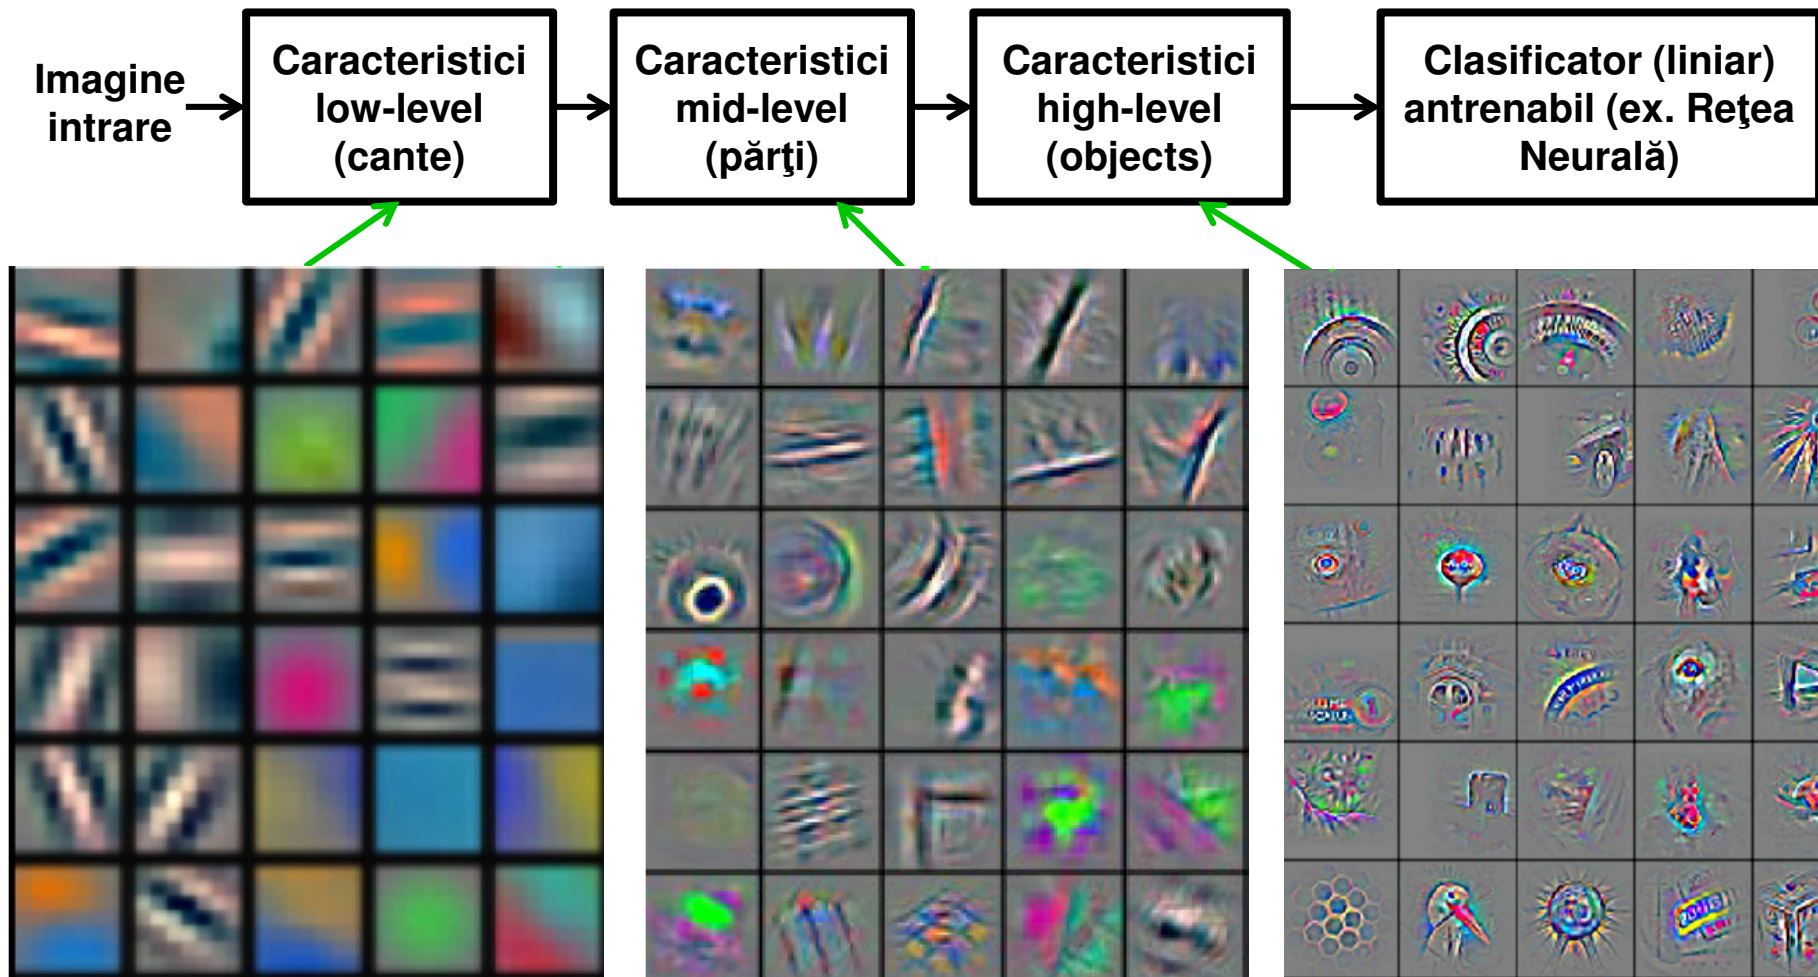 Imagine
intrare
Caracteristici
low-level
(cante)
Caracteristici
mid-level
(părţi)
Caracteristici
high-level
(objects)
Clasificator (liniar)
antrenabil (ex. Reţea
Neurală)